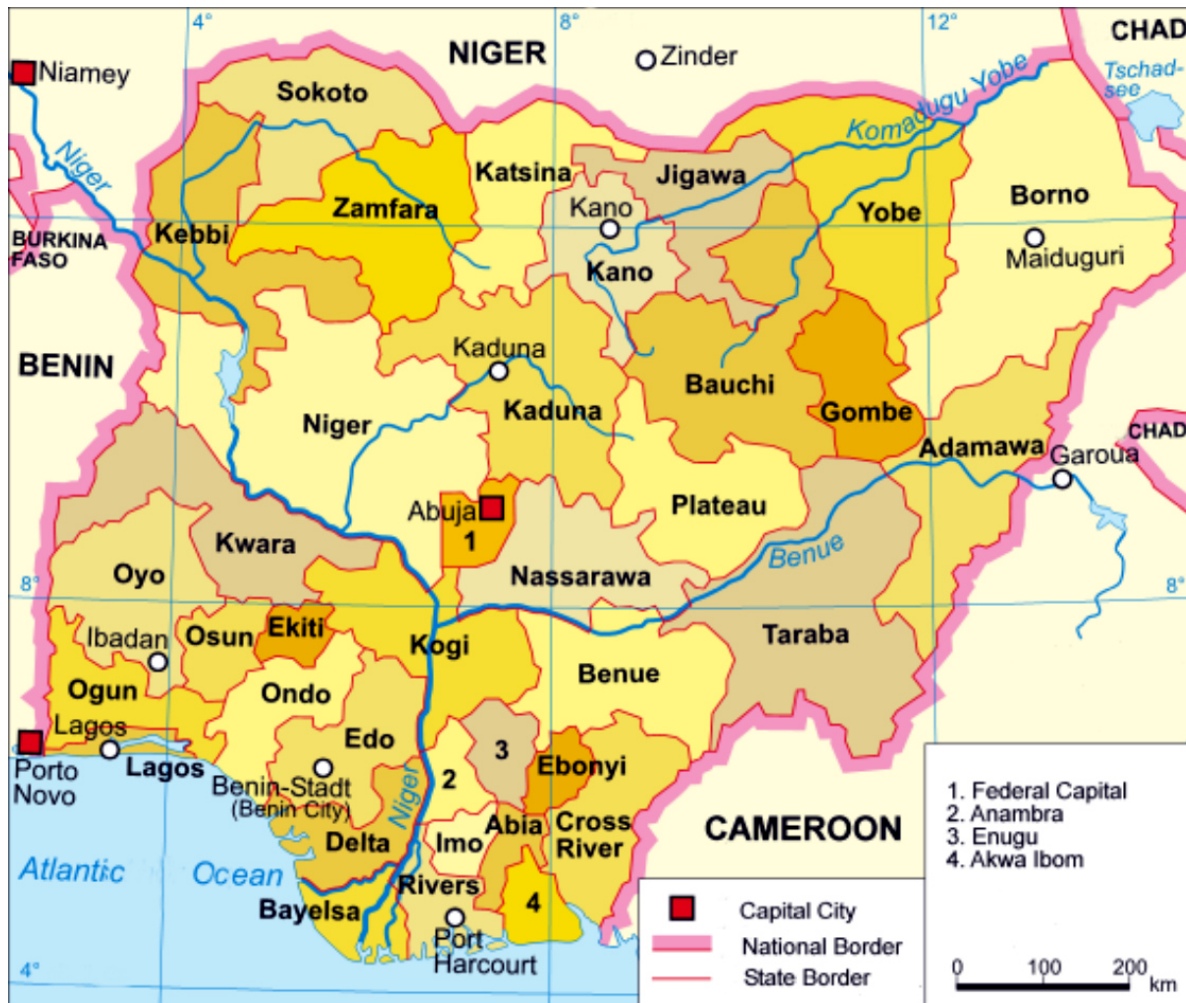 4°
8°
12°
CHAD
NIGER
Zinder
Niamey
Tschad-
see
Komadugu Yobe
Sokoto
Niger
Katsina
Jigawa
Borno
Kano
Zamfara
Yobe
Kebbi
BURKINA
FASO
Maiduguri
Kano
Kaduna
BENIN
Bauchi
Niger
Kaduna
Gombe
CHAD
Adamawa
Garoua
Abuja
Plateau
1
Kwara
Benue
Oyo
Nassarawa
8°
8°
Ekiti
Ibadan
Osun
Kogi
Taraba
Benue
Ogun
Ondo
Lagos
Edo
3
Porto
Novo
Lagos
2
Ebonyi
Benin-Stadt
(Benin City)
Niger
Abia
Cross
River
Delta
Imo
CAMEROON
Atlantic Ocean
Rivers
Bayelsa
4
Port
Harcourt
4°
1. Federal Capital
2. Anambra
3. Enugu
4. Akwa Ibom
Capital City
National Border
State Border
0 100 200 km